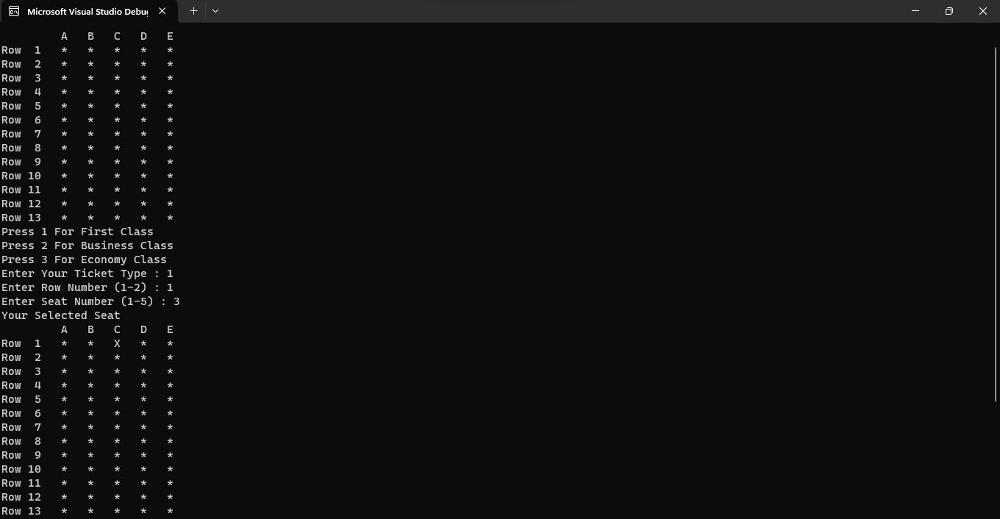 Microsoft Visual Studio Debu
A B C D E
Row 1 * * * * *
Row 2 * * * * *
Row 3 * * * * *
Row 4 * * * * *
Row 5 * * * * *
Row 6 * * * * *
Row 7 * * * * *
Row 8 * * * * *
Row 9 * * * * *
Row 10 * * * * *
Row 11 * * * * *
Row 12 * * * * *
Row 13 * * * * *
Press 1 For First Class
Press 2 For Business Class
Press 3 For Economy Class
Enter Your Ticket Type : 1
Enter Row Number (1-2) : 1
Enter Seat Number (1-5) : 3
Your Selected Seat
A B C D E
Row 1 * * X * *
Row 2 * * * * *
Row 3 * * * * *
Row 4 * * * * *
Row 5 * * * * *
Row 6 * * * * *
Row 7 * * * * *
Row 8 * * * * *
Row 9 * * * * *
Row 10 * * * * *
Row 11 * * * * *
Row 12 * * * * *
Row 13 * * * * *